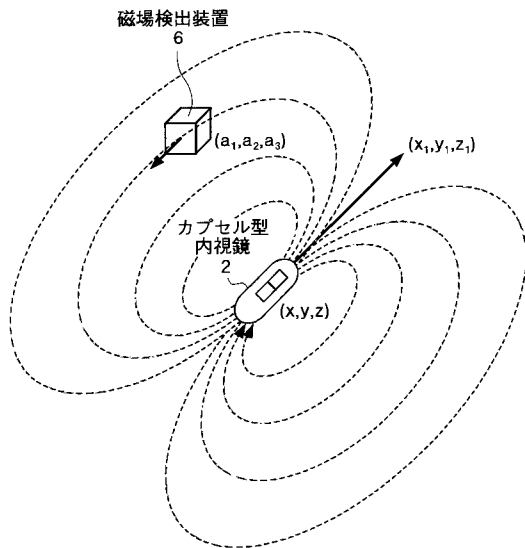 磁場検出装置
6
(a₁,a₂,a₃)
(x₁,y₁,z₁)
カプセル型
内視鏡
2
(x,y,z)